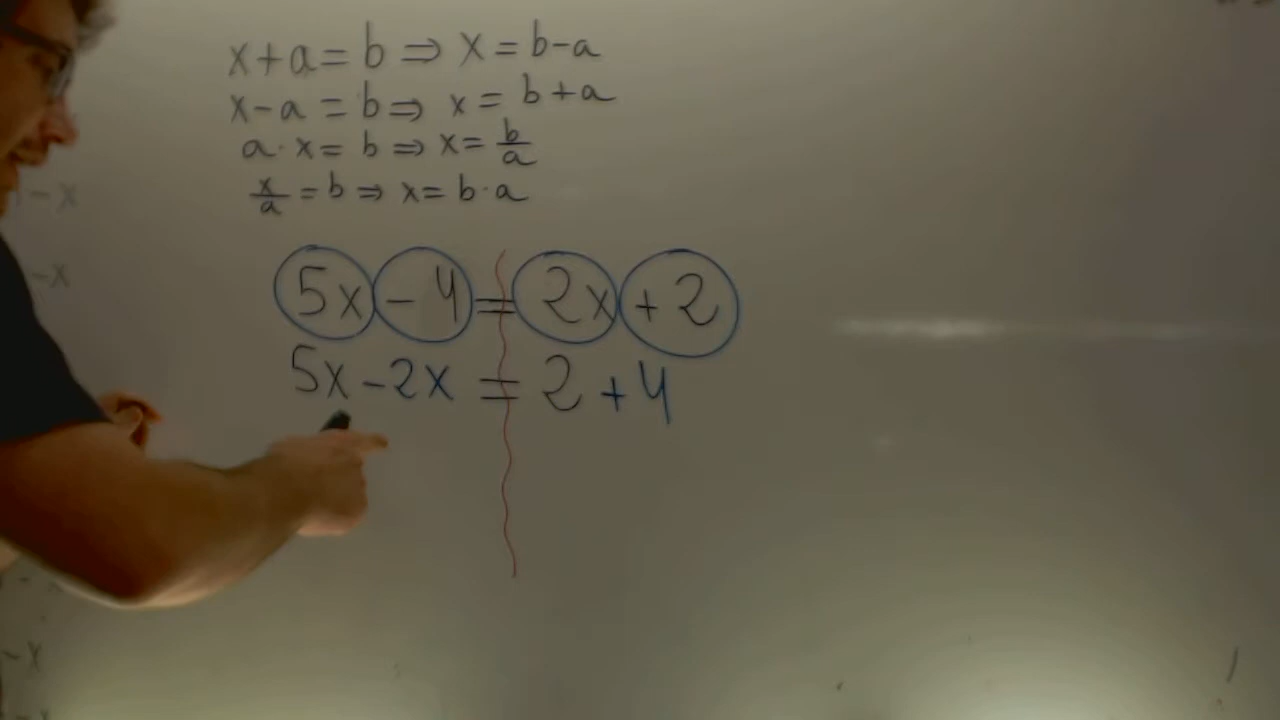 x+a=b⇒x=b-a
x-a=b⇒x=b+a
a·x=b⇒x=b/a
x/a=b⇒x=b·a
5x-4=2x+2
5x-2x=2+4
-x
-x
-x